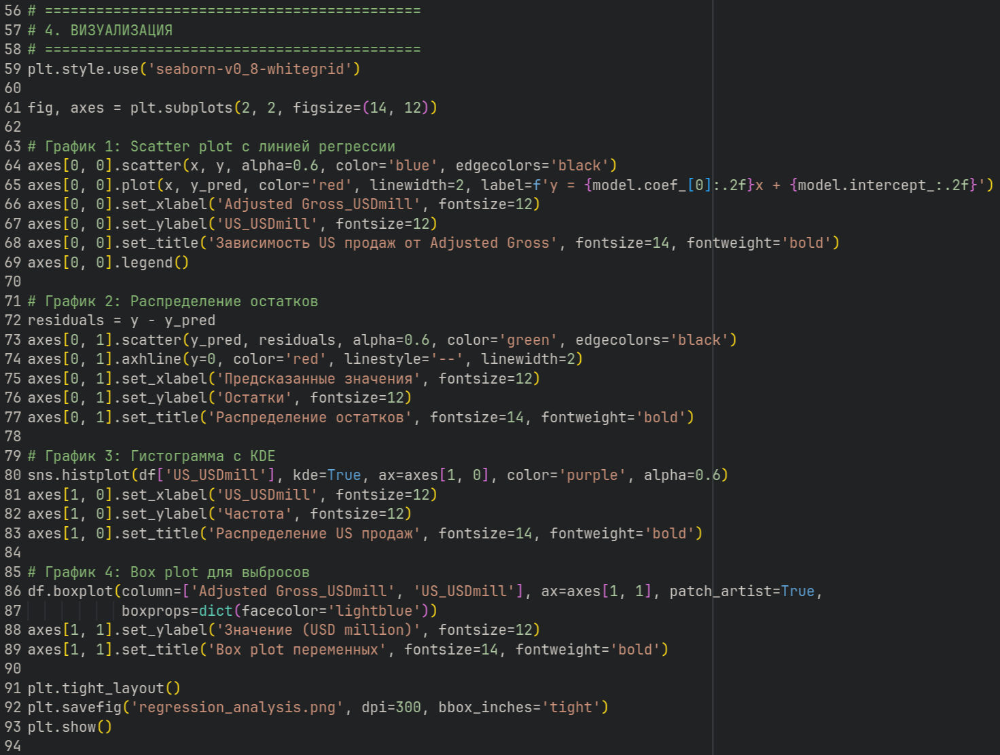 56 # ============================================
57 # 4. ВИЗУАЛИЗАЦИЯ
58 # ============================================
59 plt.style.use('seaborn-v0_8-whitegrid')
60
61 fig, axes = plt.subplots(2, 2, figsize=(14, 12))
62
63 # График 1: Scatter plot с линией регрессии
64 axes[0, 0].scatter(x, y, alpha=0.6, color='blue', edgecolors='black')
65 axes[0, 0].plot(x, y_pred, color='red', linewidth=2, label=f'y = {model.coef_[0]:.2f}x + {model.intercept_:.2f}')
66 axes[0, 0].set_xlabel('Adjusted Gross_USDmill', fontsize=12)
67 axes[0, 0].set_ylabel('US_USDmill', fontsize=12)
68 axes[0, 0].set_title('Зависимость US продаж от Adjusted Gross', fontsize=14, fontweight='bold')
69 axes[0, 0].legend()
70
71 # График 2: Распределение остатков
72 residuals = y - y_pred
73 axes[0, 1].scatter(y_pred, residuals, alpha=0.6, color='green', edgecolors='black')
74 axes[0, 1].axhline(y=0, color='red', linestyle='--', linewidth=2)
75 axes[0, 1].set_xlabel('Предсказанные значения', fontsize=12)
76 axes[0, 1].set_ylabel('Остатки', fontsize=12)
77 axes[0, 1].set_title('Распределение остатков', fontsize=14, fontweight='bold')
78
79 # График 3: Гистограмма с KDE
80 sns.histplot(df['US_USDmill'], kde=True, ax=axes[1, 0], color='purple', alpha=0.6)
81 axes[1, 0].set_xlabel('US_USDmill', fontsize=12)
82 axes[1, 0].set_ylabel('Частота', fontsize=12)
83 axes[1, 0].set_title('Распределение US продаж', fontsize=14, fontweight='bold')
84
85 # График 4: Box plot для выбросов
86 df.boxplot(column=['Adjusted Gross_USDmill', 'US_USDmill'], ax=axes[1, 1], patch_artist=True,
87            boxprops=dict(facecolor='lightblue'))
88 axes[1, 1].set_ylabel('Значение (USD million)', fontsize=12)
89 axes[1, 1].set_title('Box plot переменных', fontsize=14, fontweight='bold')
90
91 plt.tight_layout()
92 plt.savefig('regression_analysis.png', dpi=300, bbox_inches='tight')
93 plt.show()
94